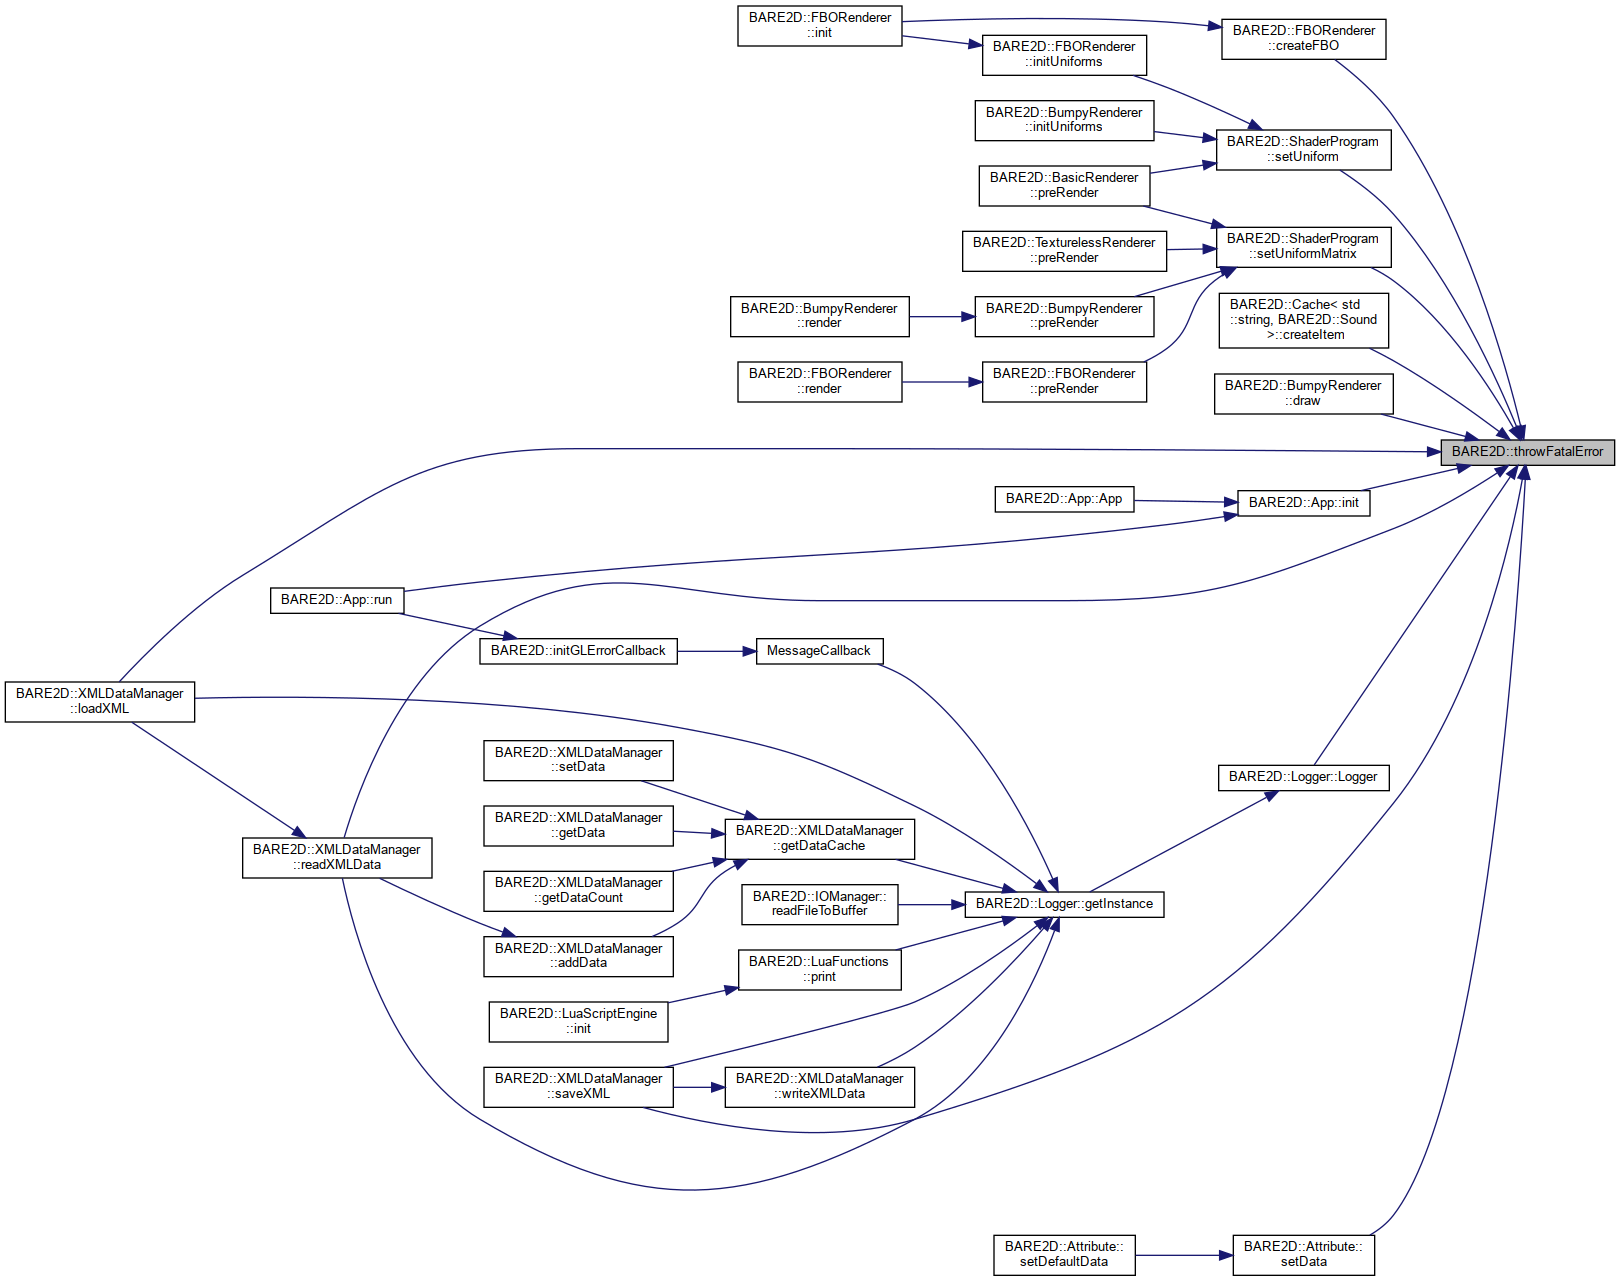 BARE2D::FBORenderer
::init
BARE2D::FBORenderer
::createFBO
BARE2D::FBORenderer
::initUniforms
BARE2D::BumpyRenderer
::initUniforms
BARE2D::ShaderProgram
::setUniform
BARE2D::BasicRenderer
::preRender
BARE2D::TexturelessRenderer
::preRender
BARE2D::ShaderProgram
::setUniformMatrix
BARE2D::BumpyRenderer
::render
BARE2D::BumpyRenderer
::preRender
BARE2D::Cache< std
::string, BARE2D::Sound
>::createItem
BARE2D::FBORenderer
::render
BARE2D::FBORenderer
::preRender
BARE2D::BumpyRenderer
::draw
BARE2D::throwFatalError
BARE2D::App::App
BARE2D::App::init
BARE2D::App::run
BARE2D::initGLErrorCallback
MessageCallback
BARE2D::XMLDataManager
::loadXML
BARE2D::XMLDataManager
::setData
BARE2D::Logger::Logger
BARE2D::XMLDataManager
::getData
BARE2D::XMLDataManager
::getDataCache
BARE2D::XMLDataManager
::readXMLData
BARE2D::XMLDataManager
::getDataCount
BARE2D::IOManager::
readFileToBuffer
BARE2D::Logger::getInstance
BARE2D::XMLDataManager
::addData
BARE2D::LuaFunctions
::print
BARE2D::LuaScriptEngine
::init
BARE2D::XMLDataManager
::saveXML
BARE2D::XMLDataManager
::writeXMLData
BARE2D::Attribute::
setDefaultData
BARE2D::Attribute::
setData